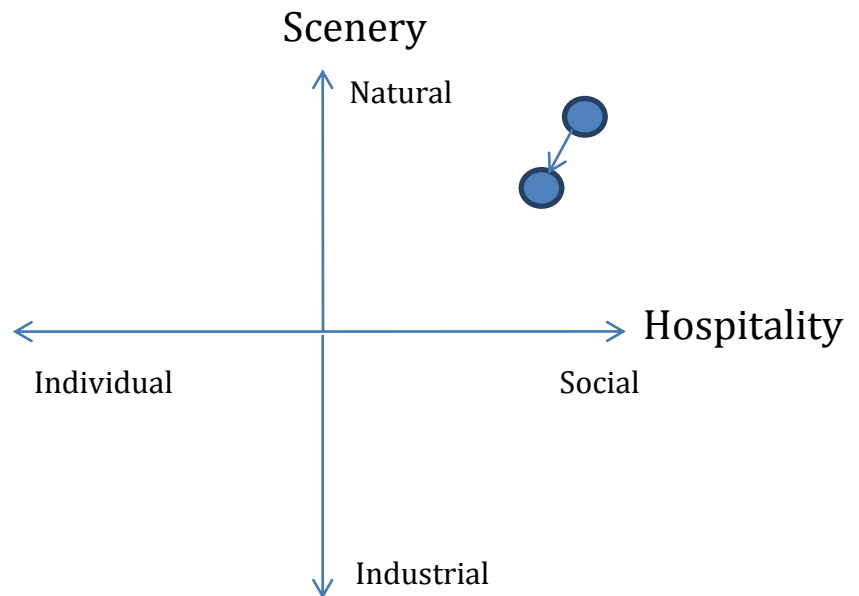 Scenery
Natural
Hospitality
Individual
Social
Industrial